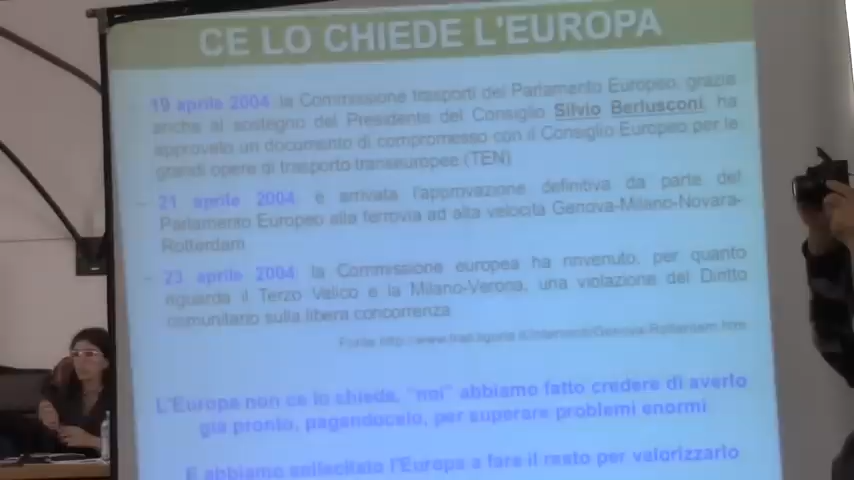 CE LO CHIEDE L'EUROPA
19 aprile 2004 la Commissione trasporti del Parlamento Europeo, grazie
anche al sostegno del Presidente del Consiglio Silvio Berlusconi, ha
approvato un documento di compromesso con il Consiglio Europeo per le
grandi opere di trasporto transeuropee (TEN)
- 21 aprile 2004 è arrivata l'approvazione definitiva da parte del
Parlamento Europeo alla ferrovia ad alta velocità Genova-Milano-Novara-
Rotterdam
- 23 aprile 2004 la Commissione europea ha rinvenuto, per quanto
riguarda il Terzo Valico e la Milano-Verona, una violazione del Diritto
comunitario sulla libera concorrenza
Fonte
L'Europa non ce lo chiede, "noi" abbiamo fatto credere di averlo
già pronto, pagandocelo, per superare problemi enormi
E abbiamo sollecitato l'Europa a fare il resto per valorizzarlo